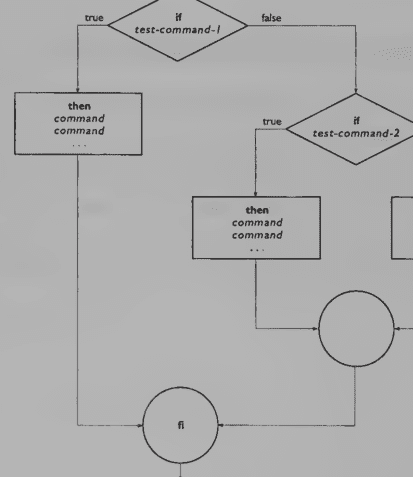 if
test-command-1
true
false
then
command
command
...
if
test-command-2
true
then
command
command
...
fi